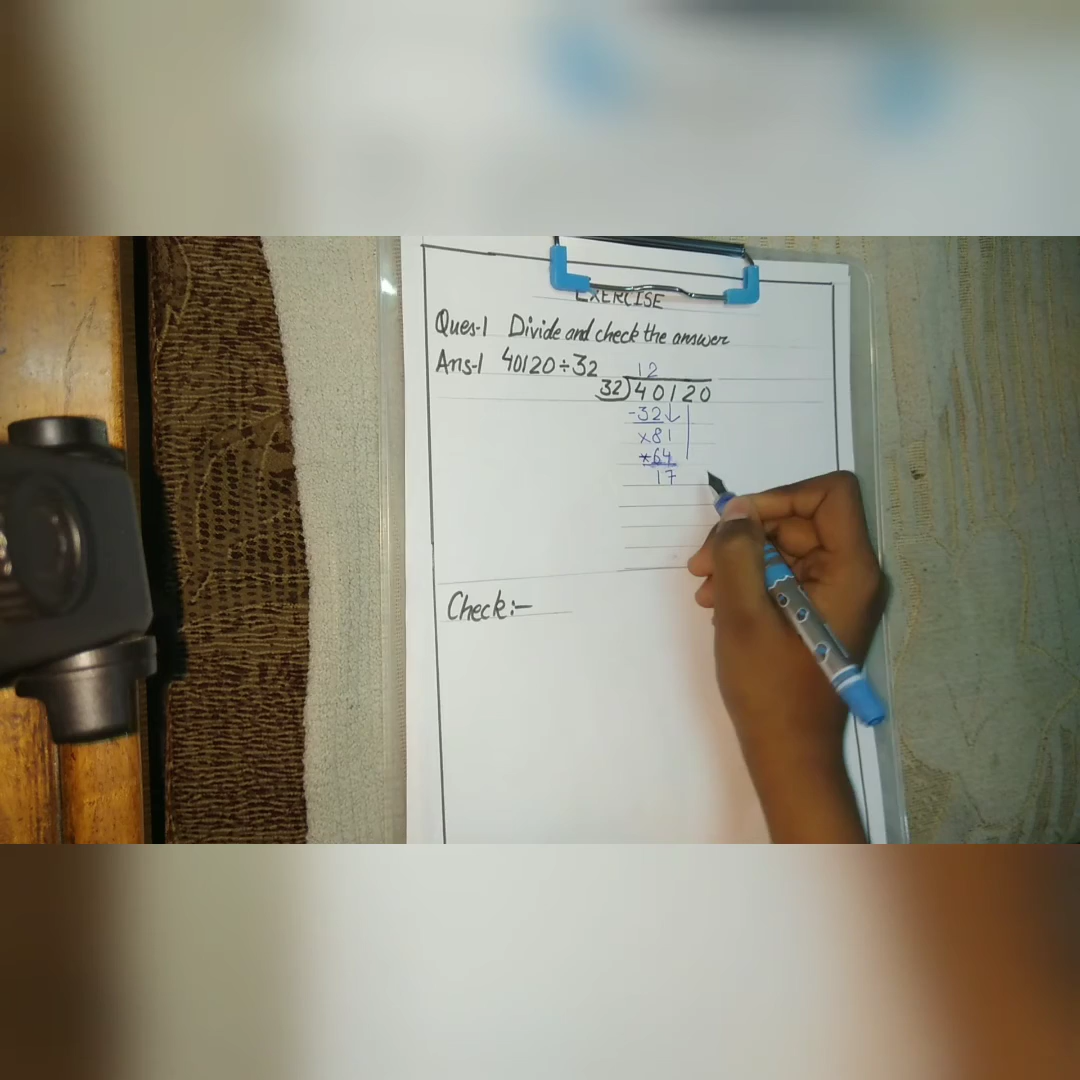 EXERCISE
Ques-1 Divide and check the answer
Ans-1 40120÷32
12
32)40120
-32↓
×81
*64
17
Check:-